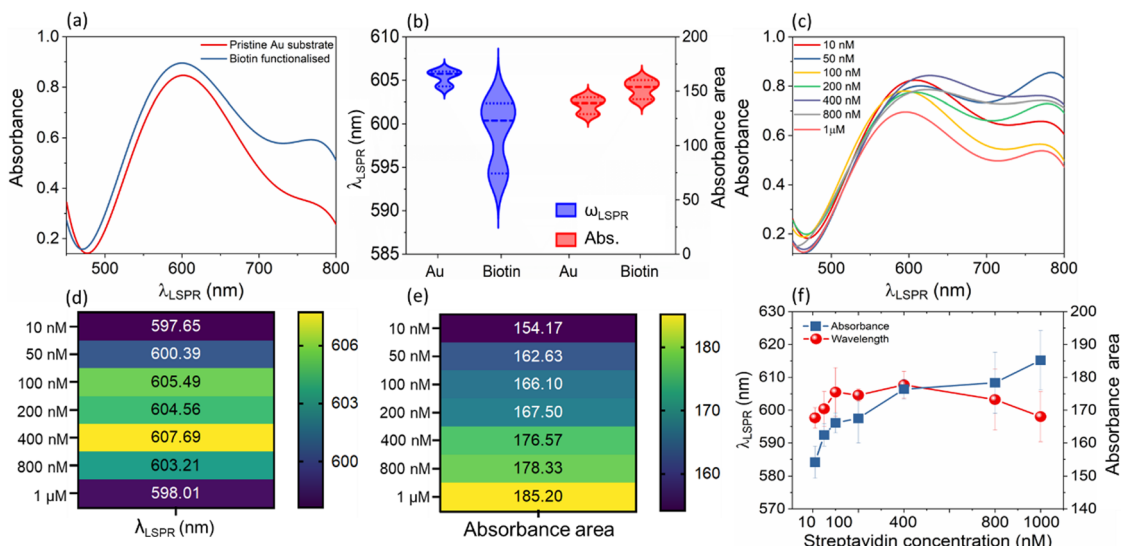 (a)
Absorbance
1.0
0.8
0.6
0.4
0.2
Pristine Au substrate
Biotin functionalised
500
600
700
800
λLSPR (nm)
(b)
λLSPR (nm)
610
605
600
595
590
585
200
150
100
50
0
Absorbance area
ωLSPR
Abs.
Au
Biotin
Au
Biotin
(c)
Absorbance
1.0
0.8
0.6
0.4
0.2
10 nM
50 nM
100 nM
200 nM
400 nM
800 nM
1μM
500
600
700
800
λLSPR (nm)
(d)
10 nM
597.65
50 nM
600.39
100 nM
605.49
200 nM
604.56
400 nM
607.69
800 nM
603.21
1 μM
598.01
λLSPR (nm)
606
603
600
(e)
10 nM
154.17
50 nM
162.63
100 nM
166.10
200 nM
167.50
400 nM
176.57
800 nM
178.33
1 μM
185.20
Absorbance area
180
170
160
(f)
λLSPR (nm)
630
620
610
600
590
580
570
Absorbance
Wavelength
200
190
180
170
160
150
140
Absorbance area
10
100
400
800
1000
Streptavidin concentration (nM)